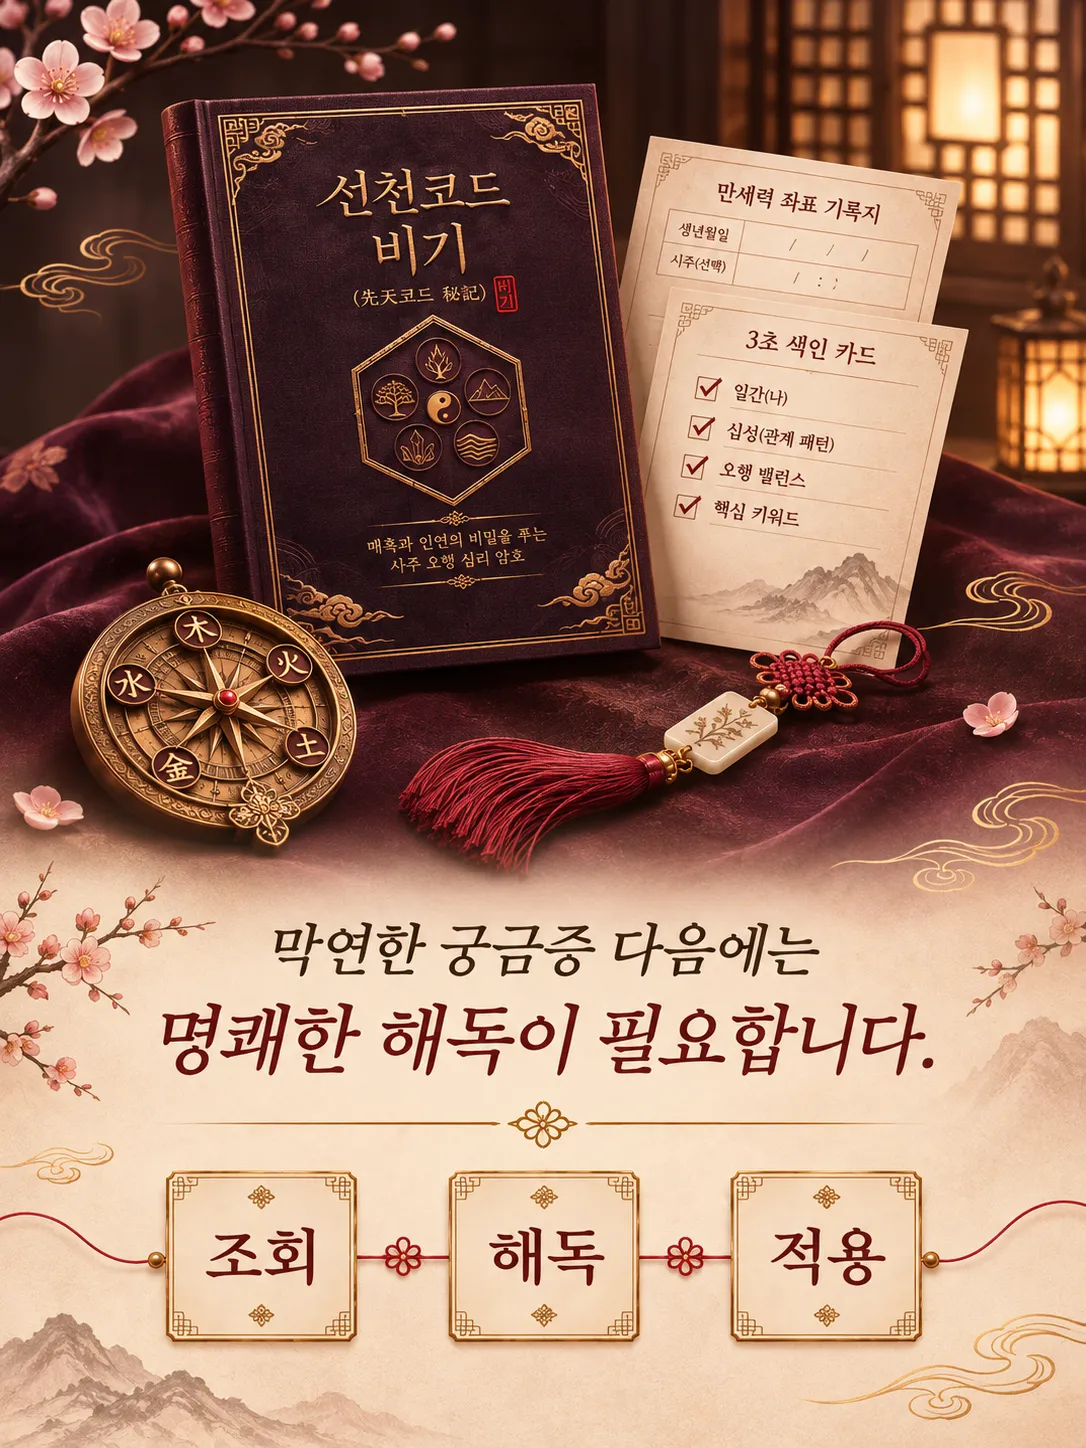 선천코드
비기
(先天코드 秘記)
비기
매혹과 인연의 비밀을 푸는
사주 오행 심리 암호
만세력 좌표 기록지
생년월일 / / /
시주(선택) / : ;
3초 색인 카드
일간(나)
십성(관계 패턴)
오행 밸런스
핵심 키워드
木
火
水
土
金
막연한 궁금증 다음에는
명쾌한 해독이 필요합니다.
조회
해독
적용